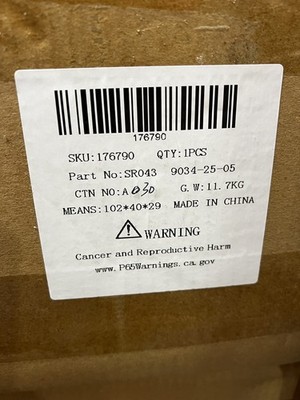 176790
SKU:176790 QTY:1PCS
Part No:SR043 9034-25-05
CTN NO:A030 G.W:11.7KG
MEANS:102*40*29 MADE IN CHINA
WARNING
Cancer and Reproductive Harm
www.P65Warnings.ca.gov